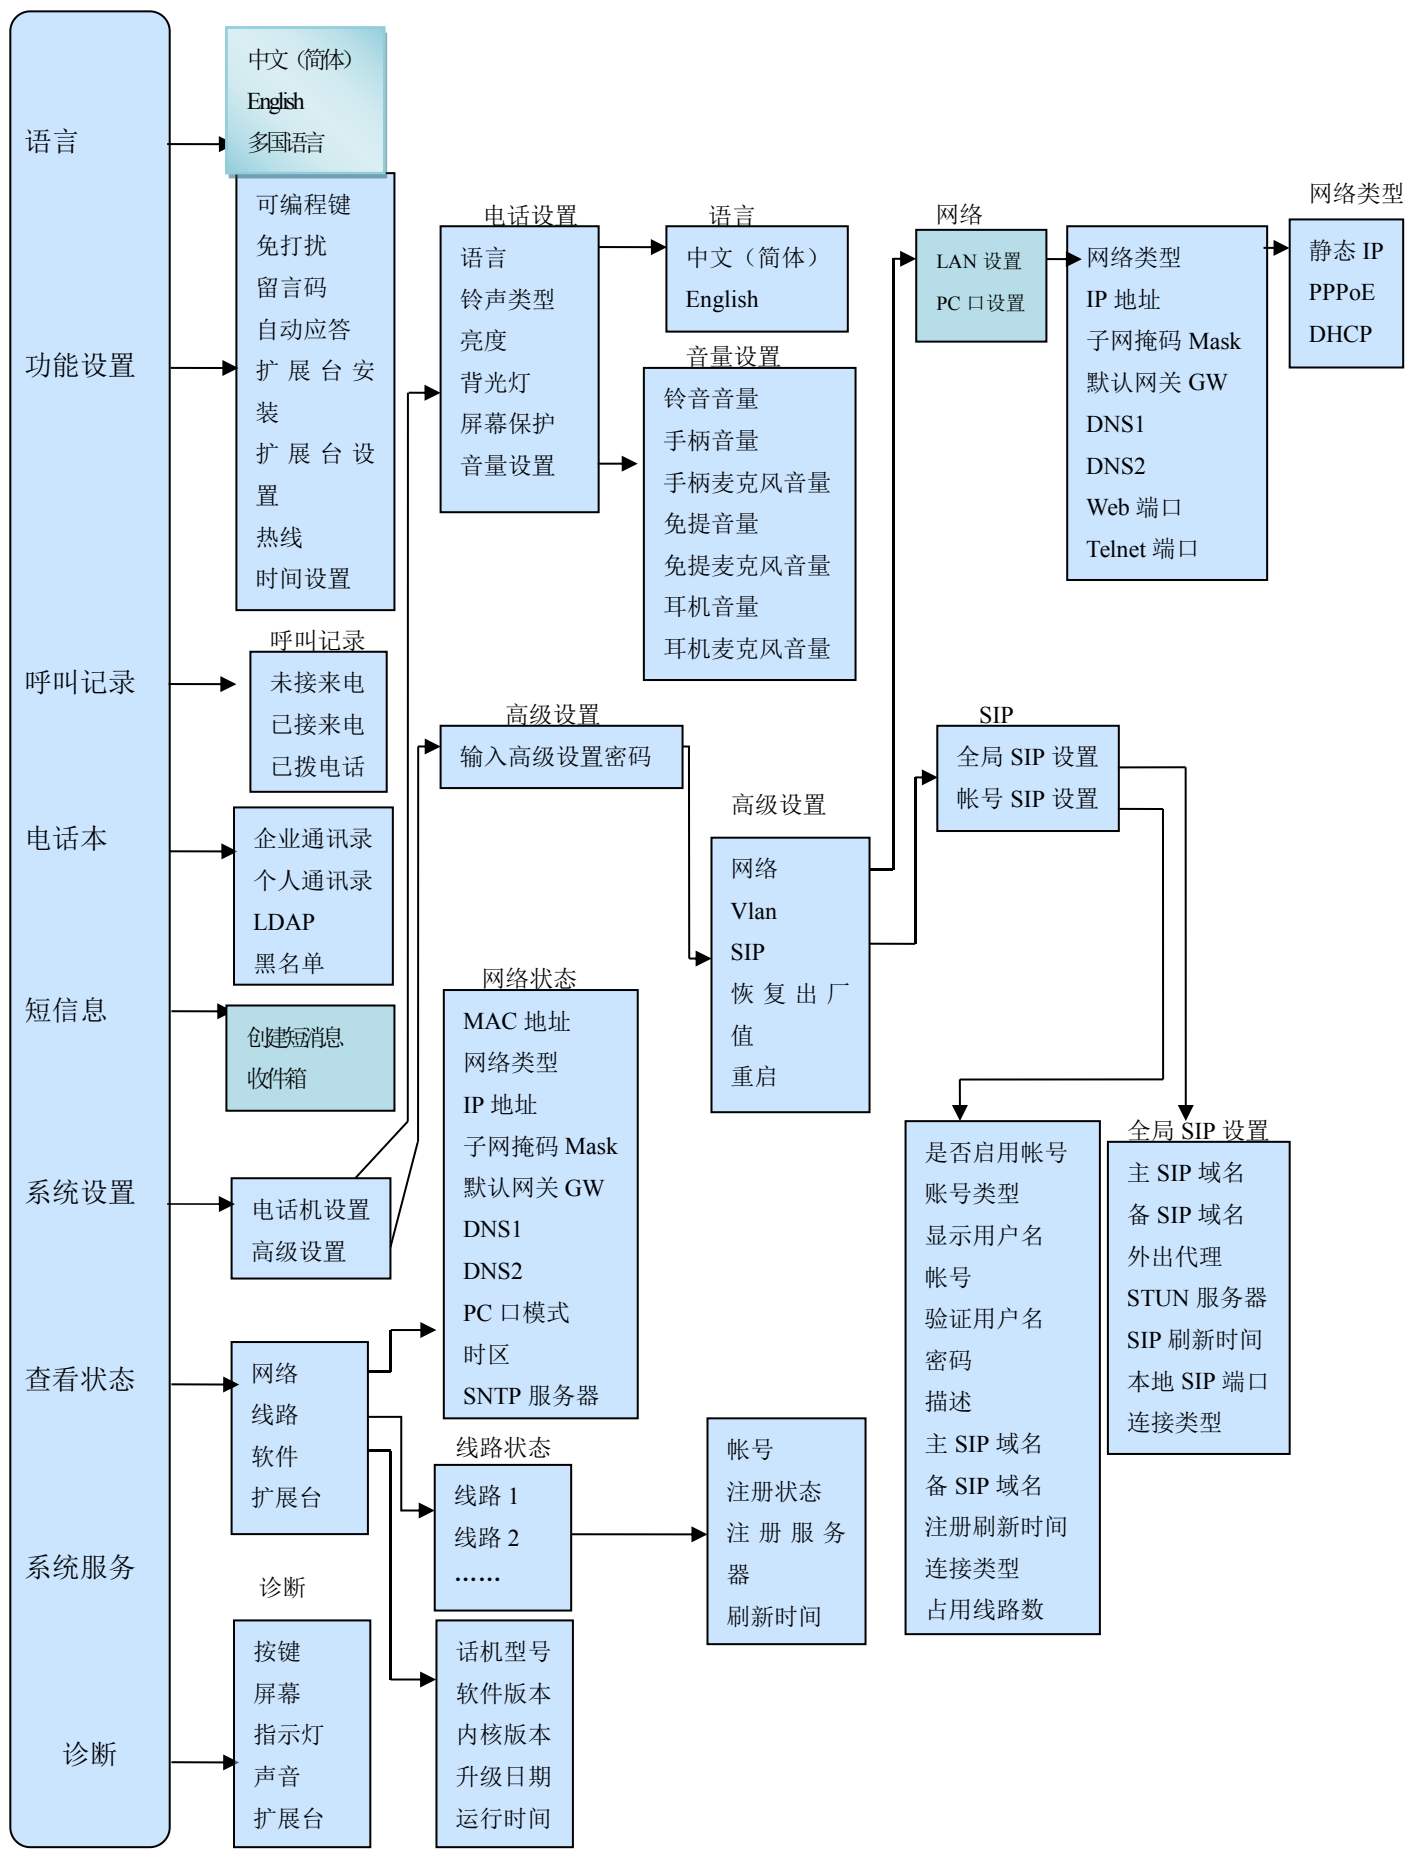 语言
功能设置
呼叫记录
电话本
短信息
系统设置
查看状态
系统服务
诊断
中文（简体）
English
多国语言
可编程键
免打扰
留言码
自动应答
扩展台安
装
扩展台设
置
热线
时间设置
呼叫记录
未接来电
已接来电
已拨电话
企业通讯录
个人通讯录
LDAP
黑名单
创建短消息
收件箱
电话机设置
高级设置
网络
线路
软件
扩展台
诊断
按键
屏幕
指示灯
声音
扩展台
电话设置
语言
铃声类型
亮度
背光灯
屏幕保护
音量设置
语言
中文（简体）
English
音量设置
铃音音量
手柄音量
手柄麦克风音量
免提音量
免提麦克风音量
耳机音量
耳机麦克风音量
高级设置
输入高级设置密码
高级设置
网络
Vlan
SIP
恢复出厂
值
重启
网络状态
MAC 地址
网络类型
IP 地址
子网掩码 Mask
默认网关 GW
DNS1
DNS2
PC 口模式
时区
SNTP 服务器
线路状态
线路 1
线路 2
……
帐号
注册状态
注册服务
器
刷新时间
话机型号
软件版本
内核版本
升级日期
运行时间
网络
LAN 设置
PC 口设置
网络类型
IP 地址
子网掩码 Mask
默认网关 GW
DNS1
DNS2
Web 端口
Telnet 端口
网络类型
静态 IP
PPPoE
DHCP
SIP
全局 SIP 设置
帐号 SIP 设置
是否启用帐号
账号类型
显示用户名
帐号
验证用户名
密码
描述
主 SIP 域名
备 SIP 域名
注册刷新时间
连接类型
占用线路数
全局 SIP 设置
主 SIP 域名
备 SIP 域名
外出代理
STUN 服务器
SIP 刷新时间
本地 SIP 端口
连接类型